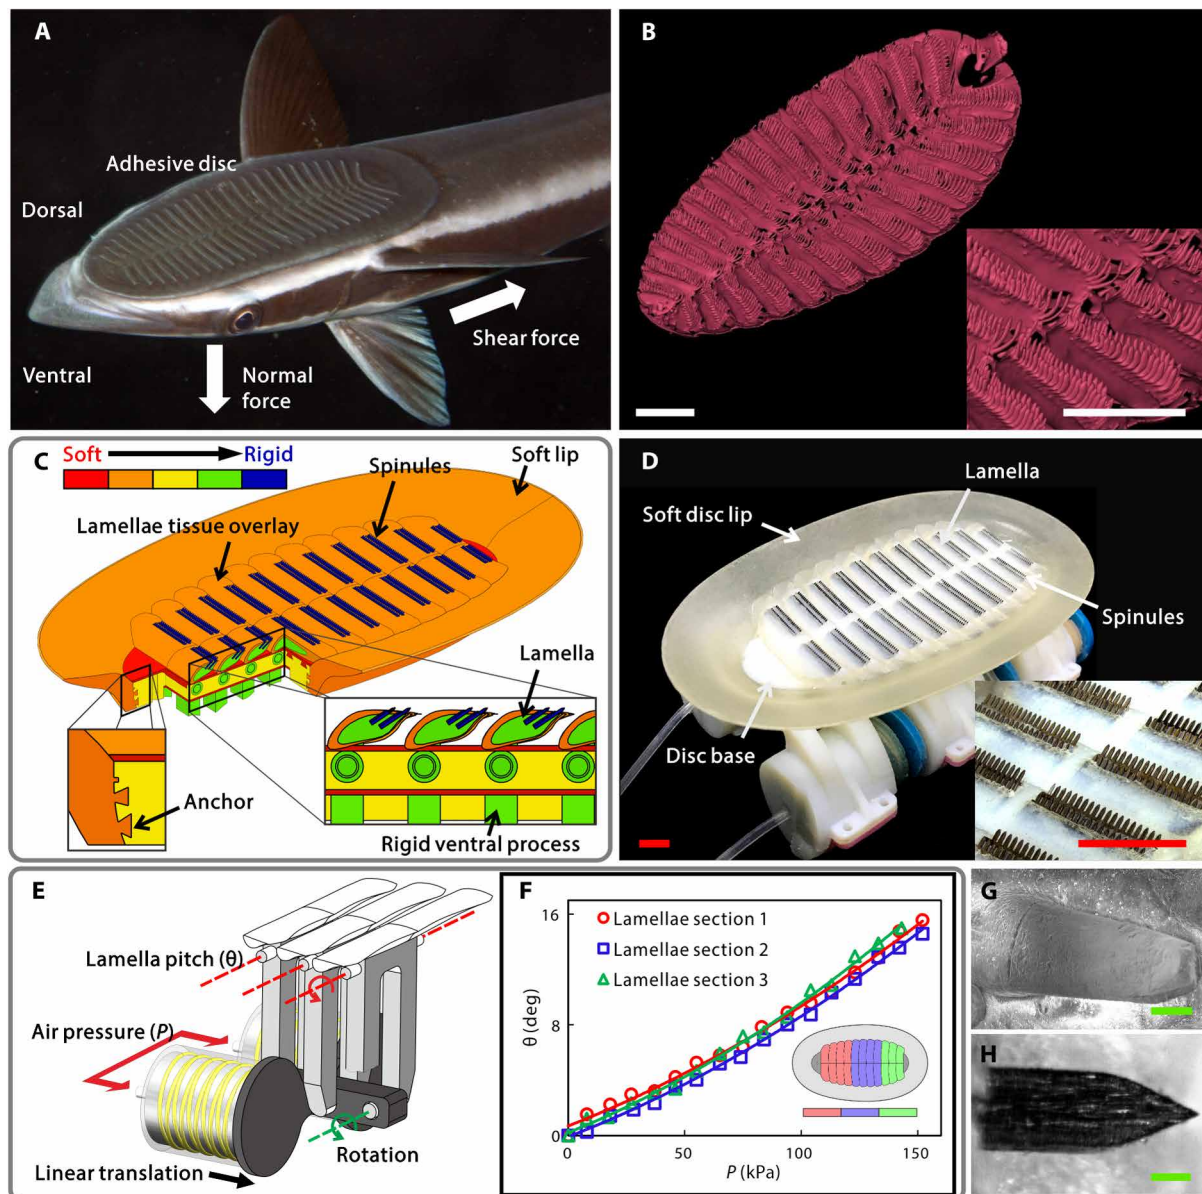 A
Adhesive disc
Dorsal
Ventral
Normal
force
Shear force
B
C
Soft
Rigid
Soft lip
Spinules
Lamellae tissue overlay
Lamella
Anchor
Rigid ventral process
D
Lamella
Soft disc lip
Spinules
Disc base
E
Lamella pitch (θ)
Air pressure (P)
Linear translation
Rotation
F
16
8
0
θ (deg)
Lamellae section 1
Lamellae section 2
Lamellae section 3
0
50
100
150
P (kPa)
G
H